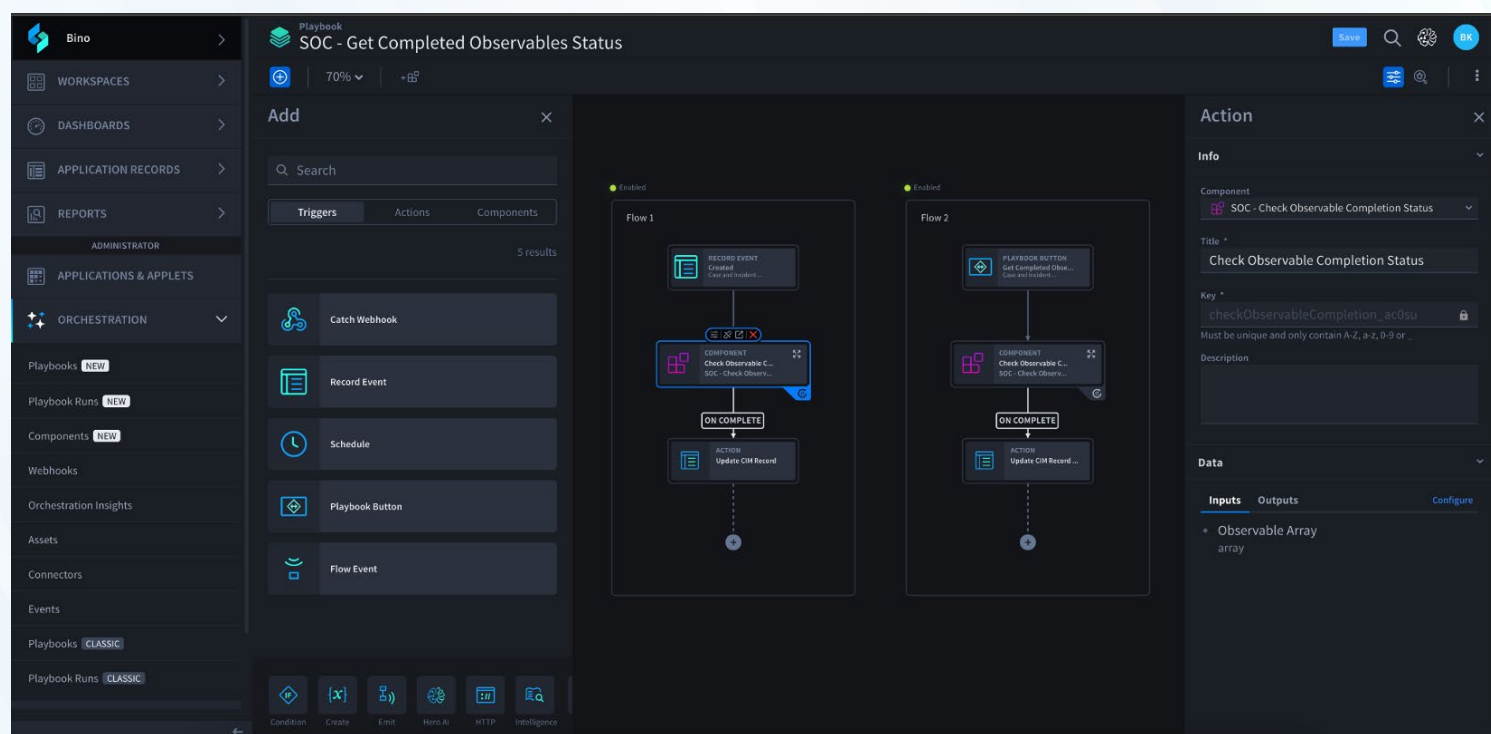 Bino
WORKSPACES
DASHBOARDS
APPLICATION RECORDS
REPORTS
ADMINISTRATOR
APPLICATIONS & APPLETS
ORCHESTRATION
Playbooks NEW
Playbook Runs NEW
Components NEW
Webhooks
Orchestration Insights
Assets
Connectors
Events
Playbooks CLASSIC
Playbook Runs CLASSIC
Playbook
SOC - Get Completed Observables Status
Save
BK
70%
Add
Search
Triggers Actions Components
5 results
Catch Webhook
Record Event
Schedule
Playbook Button
Flow Event
IF {x} ://
Condition Create Emit Hero AI HTTP Intelligence
Enabled
Flow 1
RECORD EVENT
Created
Case and Incident ...
COMPONENT
Check Observable C...
SOC - Check Observ...
ON COMPLETE
ACTION
Update CIM Record
Enabled
Flow 2
PLAYBOOK BUTTON
Get Completed Obse...
Case and Incident ...
COMPONENT
Check Observable C...
SOC - Check Observ...
ON COMPLETE
ACTION
Update CIM Record ...
Action
Info
Component
SOC - Check Observable Completion Status
Title *
Check Observable Completion Status
Key *
checkObservableCompletion_ac0su
Must be unique and only contain A-Z, a-z, 0-9 or _
Description
Data
Inputs Outputs Configure
Observable Array
array